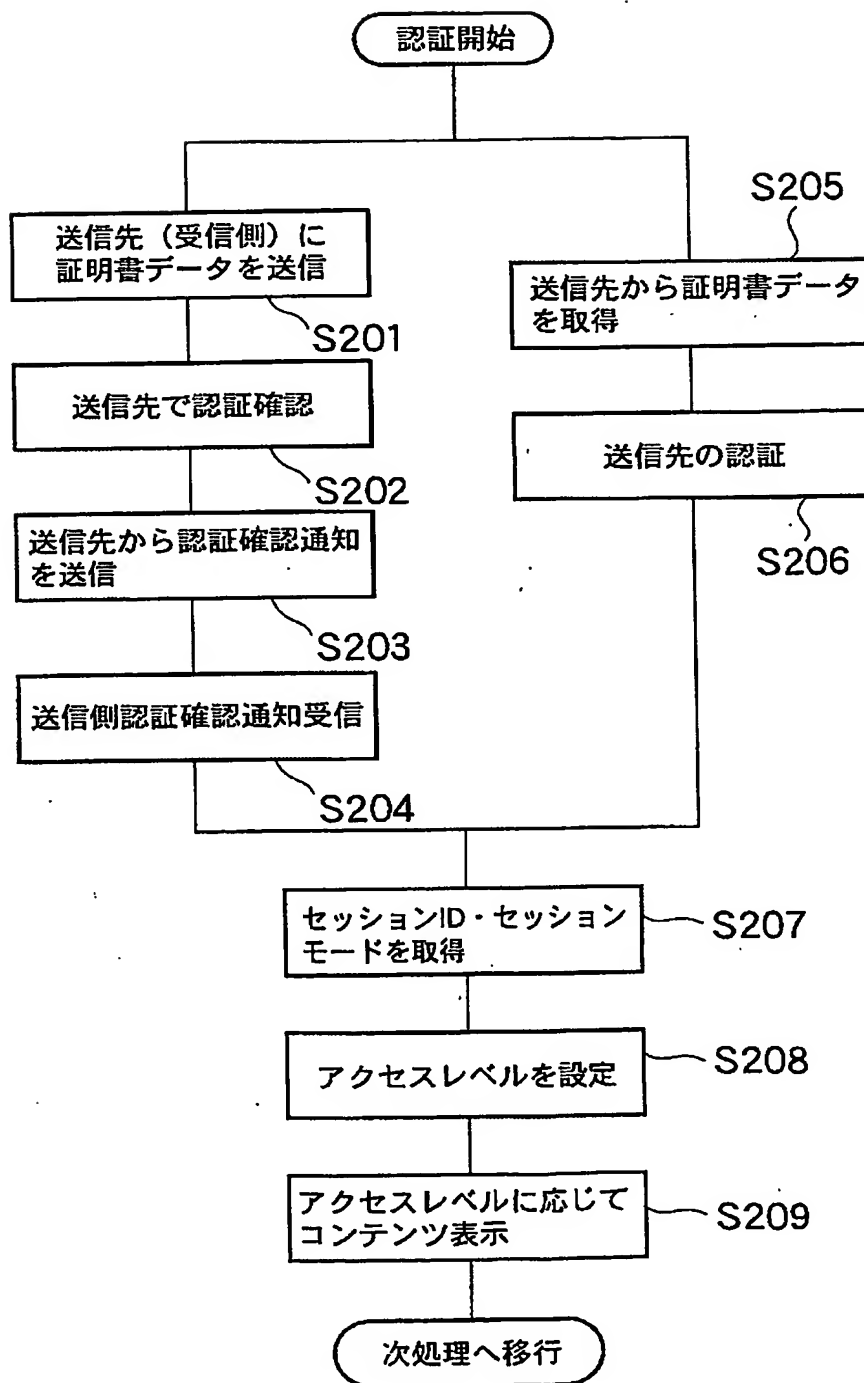 認証開始
送信先（受信側）に
証明書データを送信
S201
送信先で認証確認
S202
送信先から認証確認通知
を送信
S203
送信側認証確認通知受信
S204
S205
送信先から証明書データ
を取得
送信先の認証
S206
セッションID・セッション
モードを取得
S207
アクセスレベルを設定
S208
アクセスレベルに応じて
コンテンツ表示
S209
次処理へ移行